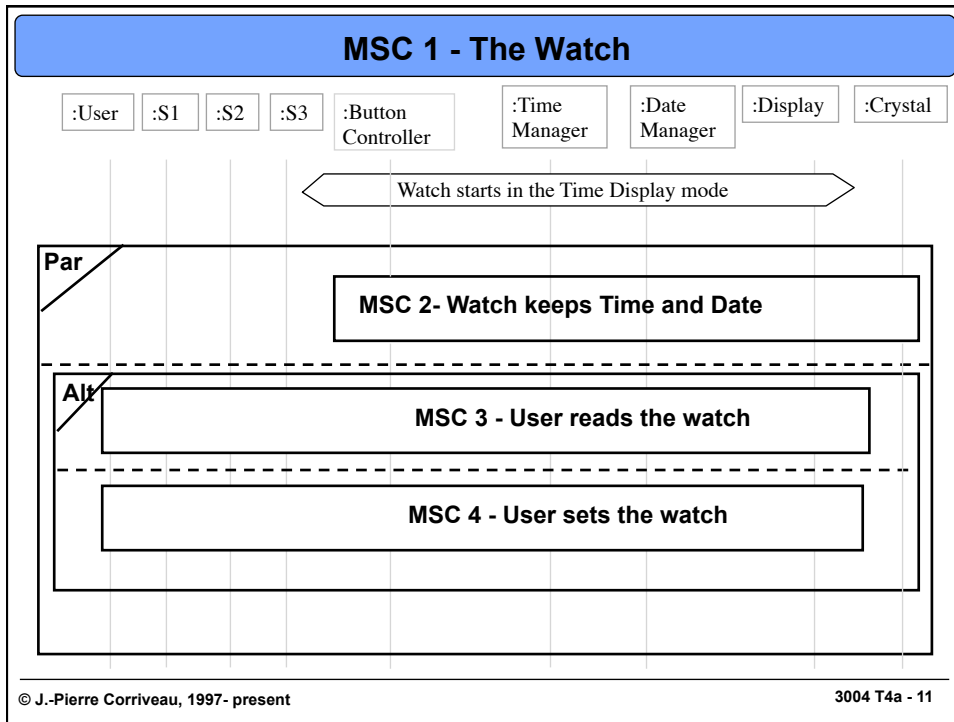 MSC 1 - The Watch
:User
:S1
:S2
:S3
:Button
Controller
:Time
Manager
:Date
Manager
:Display
:Crystal
Watch starts in the Time Display mode
Par
MSC 2- Watch keeps Time and Date
Alt
MSC 3 - User reads the watch
MSC 4 - User sets the watch
© J.-Pierre Corriveau, 1997- present
3004 T4a - 11